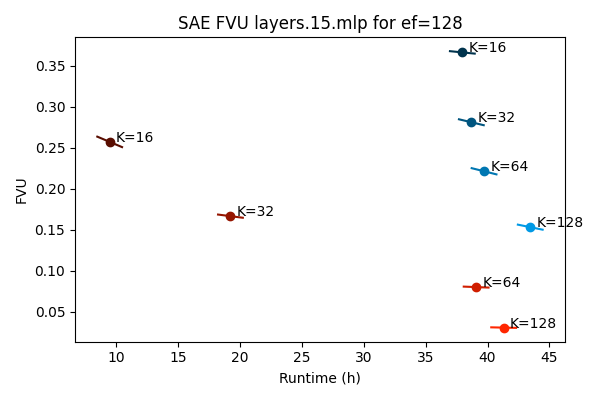 SAE FVU layers.15.mlp for ef=128
FVU
0.35
0.30
0.25
0.20
0.15
0.10
0.05
K=16
K=32
K=16
K=64
K=32
K=128
K=64
K=128
10
15
20
25
30
35
40
45
Runtime (h)